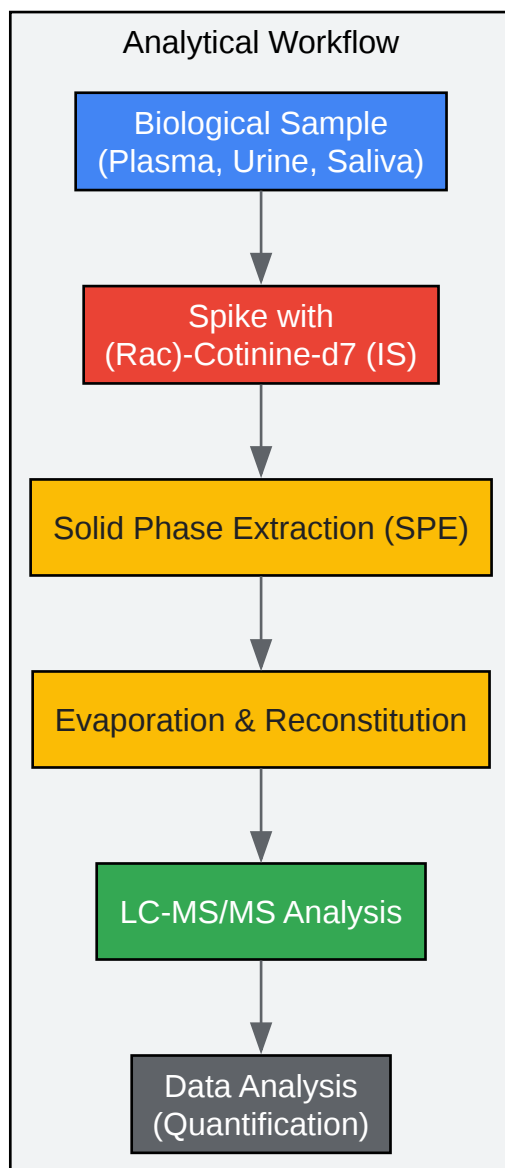 Analytical Workflow
Biological Sample
(Plasma, Urine, Saliva)
Spike with
(Rac)-Cotinine-d7 (IS)
Solid Phase Extraction (SPE)
Evaporation & Reconstitution
LC-MS/MS Analysis
Data Analysis
(Quantification)